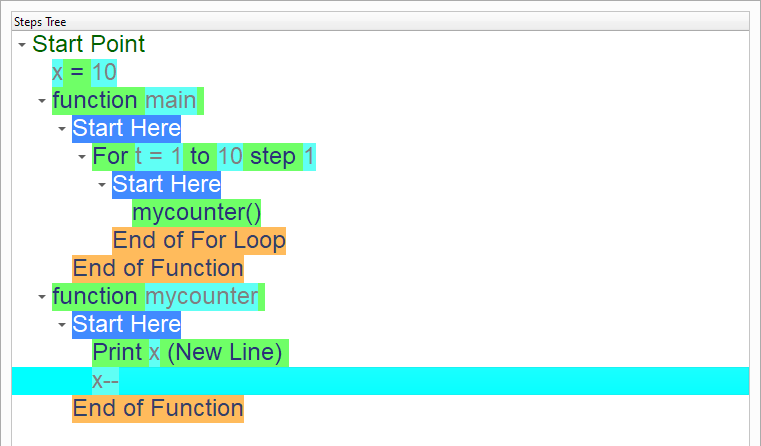 Steps Tree
Start Point
x = 10
function main
Start Here
For t = 1 to 10 step 1
Start Here
mycounter()
End of For Loop
End of Function
function mycounter
Start Here
Print x (New Line)
x--
End of Function